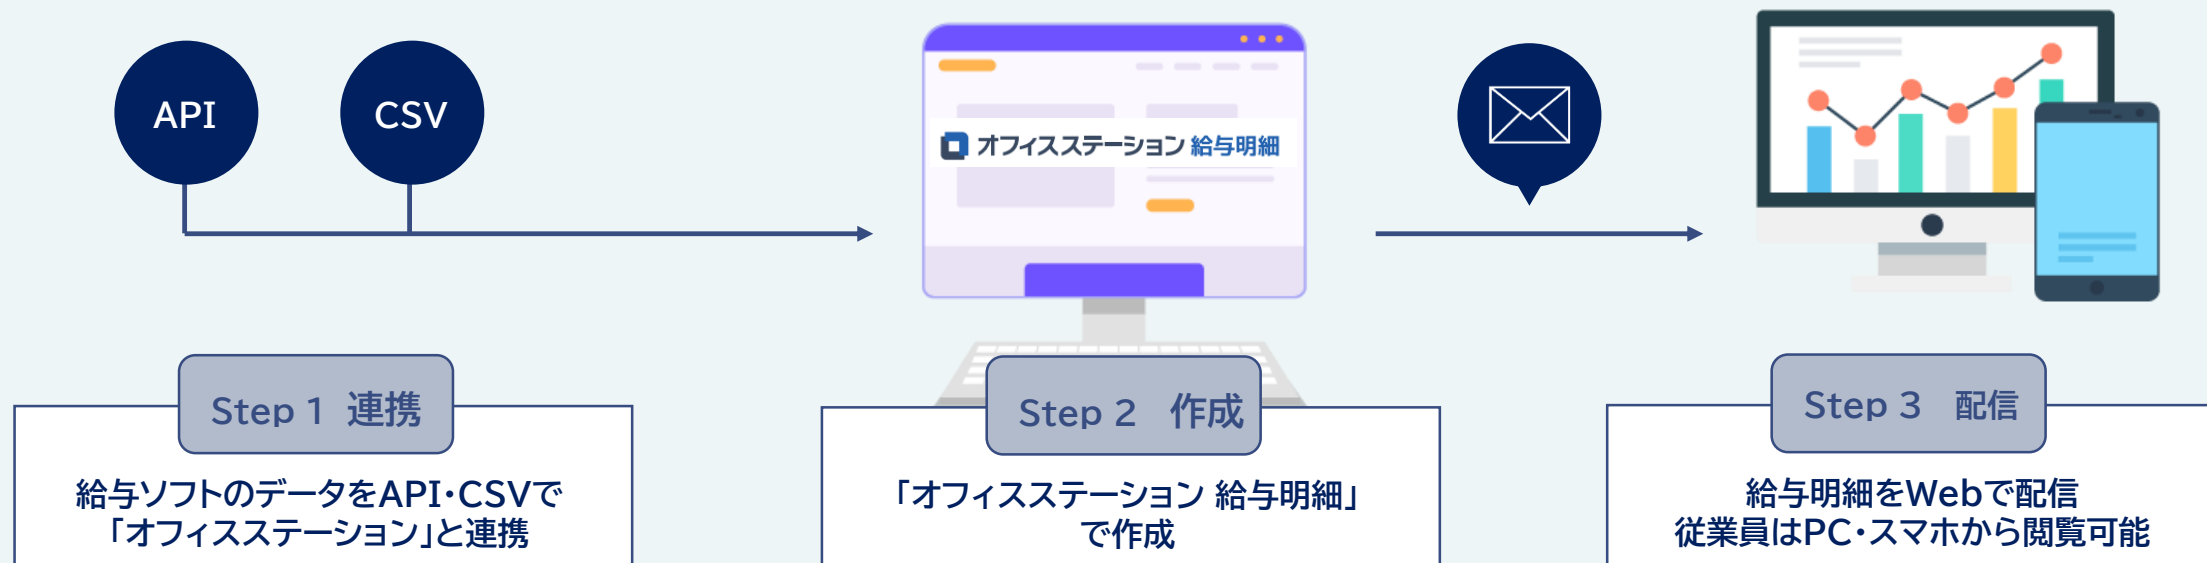 API
CSV
オフィスステーション 給与明細
Step 1 連携
給与ソフトのデータをAPI・CSVで
「オフィスステーション」と連携
Step 2 作成
「オフィスステーション 給与明細」
で作成
Step 3 配信
給与明細をWebで配信
従業員はPC・スマホから閲覧可能